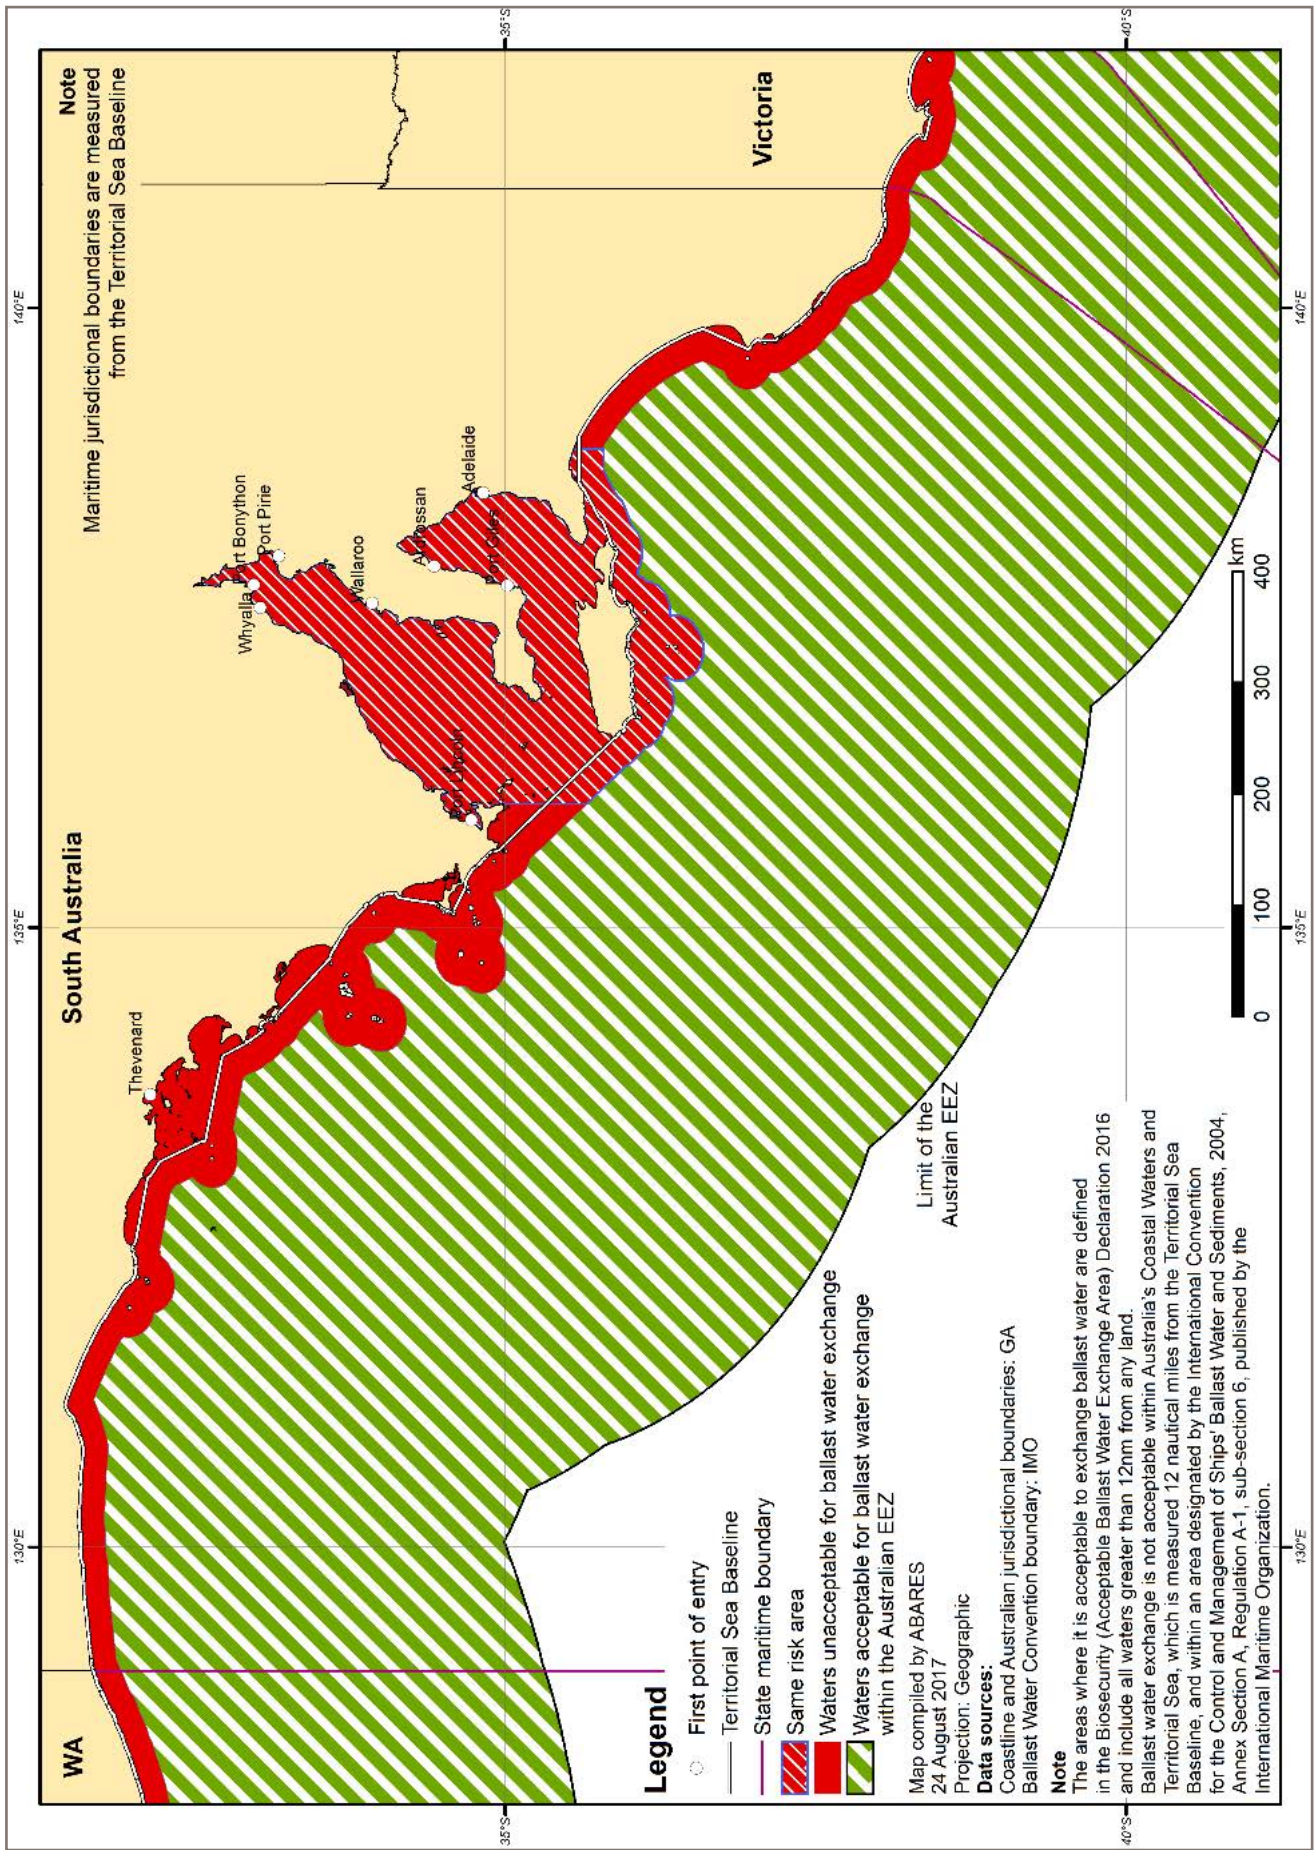 130°E
135°E
140°E
WA
South Australia
Note
Maritime jurisdictional boundaries are measured
from the Territorial Sea Baseline
Thevenard
Whyalla
Port Bonython
Port Pirie
Wallaroo
Port Lincoln
Ardrossan
Adelaide
Port Giles
Victoria
35°S
35°S
Limit of the
Australian EEZ
Legend
First point of entry
Territorial Sea Baseline
State maritime boundary
Same risk area
Waters unacceptable for ballast water exchange
Waters acceptable for ballast water exchange
within the Australian EEZ
Map compiled by ABARES
24 August 2017
Projection: Geographic
Data sources:
Coastline and Australian jurisdictional boundaries: GA
Ballast Water Convention boundary: IMO
Note
The areas where it is acceptable to exchange ballast water are defined
in the Biosecurity (Acceptable Ballast Water Exchange Area) Declaration 2016
and include all waters greater than 12nm from any land.
Ballast water exchange is not acceptable within Australia's Coastal Waters and
Territorial Sea, which is measured 12 nautical miles from the Territorial Sea
Baseline, and within an area designated by the International Convention
for the Control and Management of Ships' Ballast Water and Sediments, 2004,
Annex Section A, Regulation A-1, sub-section 6, published by the
International Maritime Organization.
0 100 200 300 400
km
40°S
40°S
130°E
135°E
140°E